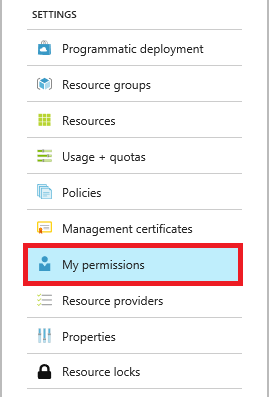 SETTINGS
Programmatic deployment
Resource groups
Resources
Usage + quotas
Policies
Management certificates
My permissions
Resource providers
Properties
Resource locks